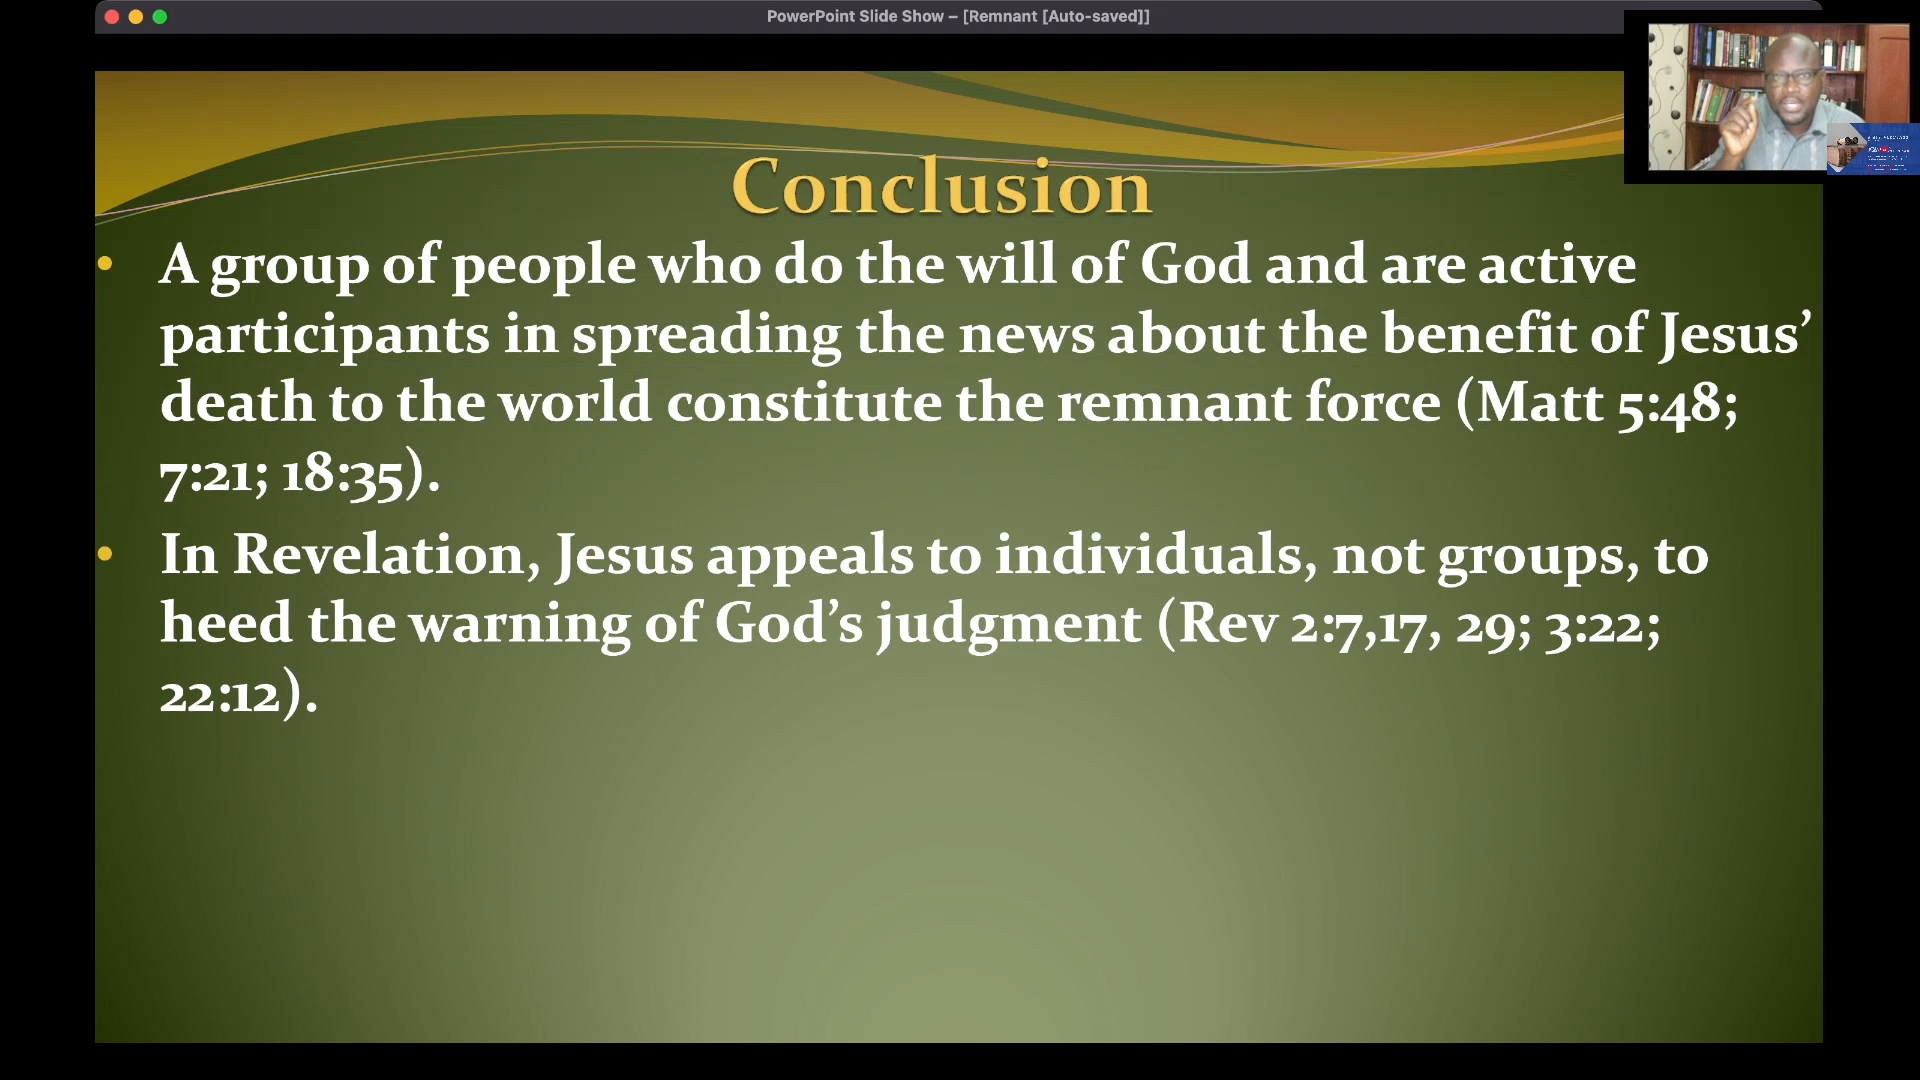 PowerPoint Slide Show – [Remnant [Auto-saved]]
Conclusion
• A group of people who do the will of God and are active
participants in spreading the news about the benefit of Jesus’
death to the world constitute the remnant force (Matt 5:48;
7:21; 18:35).
• In Revelation, Jesus appeals to individuals, not groups, to
heed the warning of God’s judgment (Rev 2:7,17, 29; 3:22;
22:12).